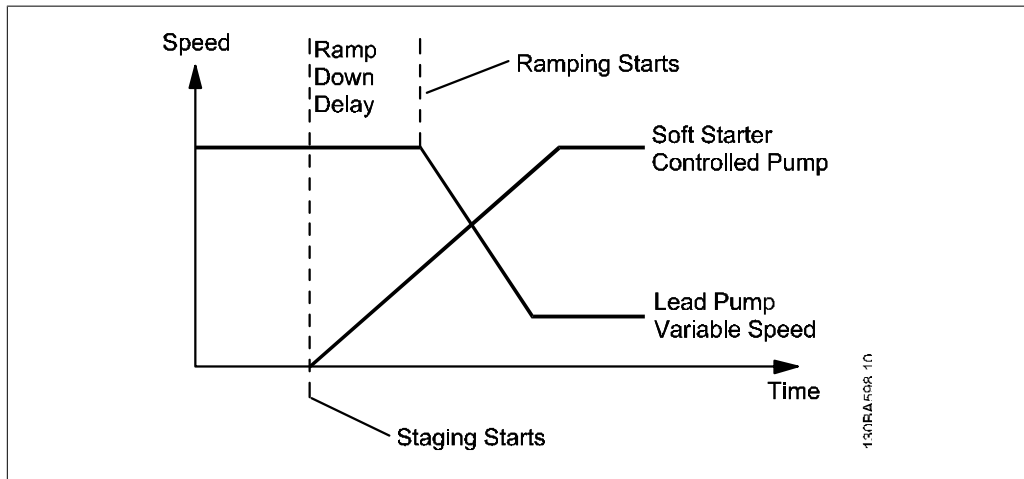 Speed
Ramp
Down
Delay
Ramping Starts
Soft Starter
Controlled Pump
Lead Pump
Variable Speed
Time
Staging Starts
130BA598.10